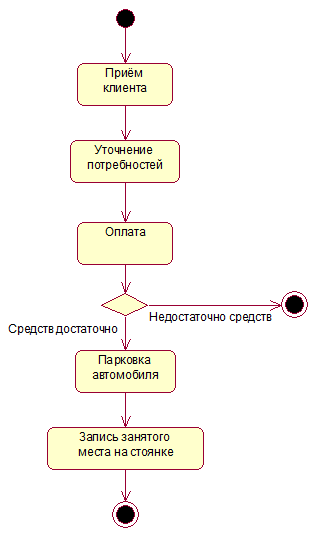 Приём
клиента
Уточнение
потребностей
Оплата
Недостаточно средств
Средств достаточно
Парковка
автомобиля
Запись занятого
места на стоянке